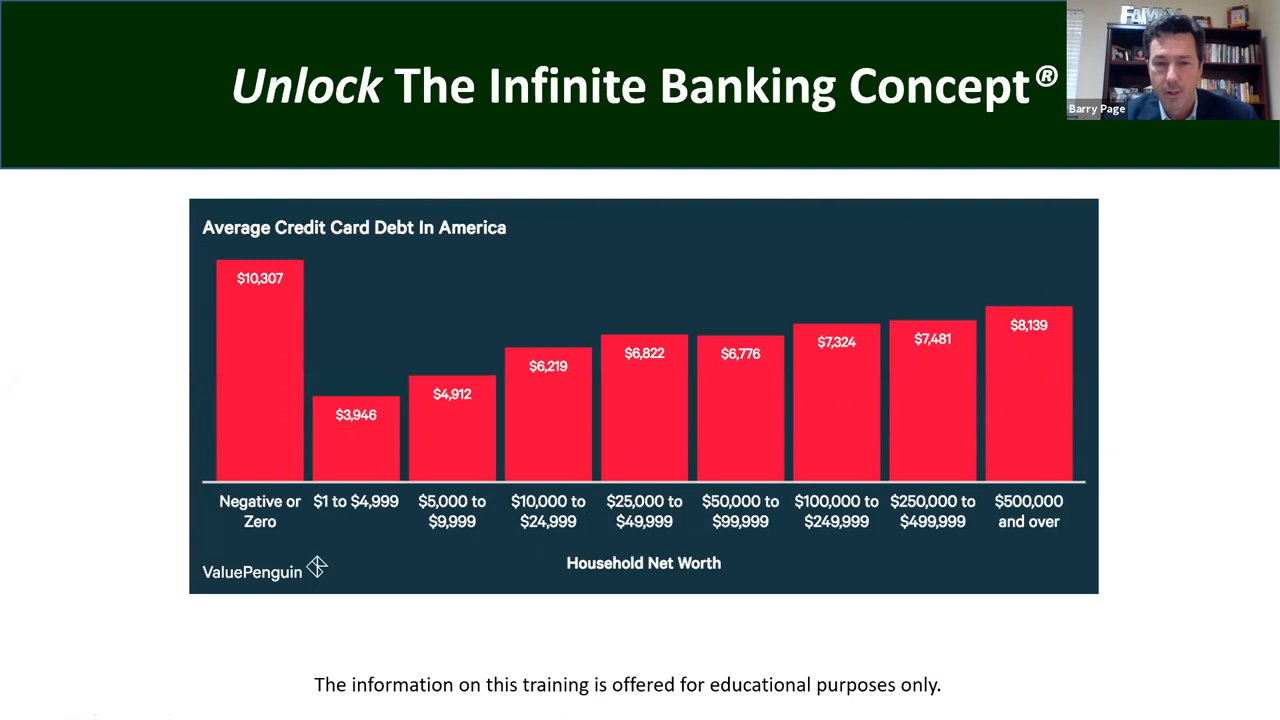 Unlock The Infinite Banking Concept®
FAMILY
Barry Page
Average Credit Card Debt In America
$10,307
$3,946
$4,912
$6,219
$6,822
$6,776
$7,324
$7,481
$8,139
Negative or
Zero
$1 to $4,999
$5,000 to
$9,999
$10,000 to
$24,999
$25,000 to
$49,999
$50,000 to
$99,999
$100,000 to
$249,999
$250,000 to
$499,999
$500,000
and over
Household Net Worth
ValuePenguin
The information on this training is offered for educational purposes only.